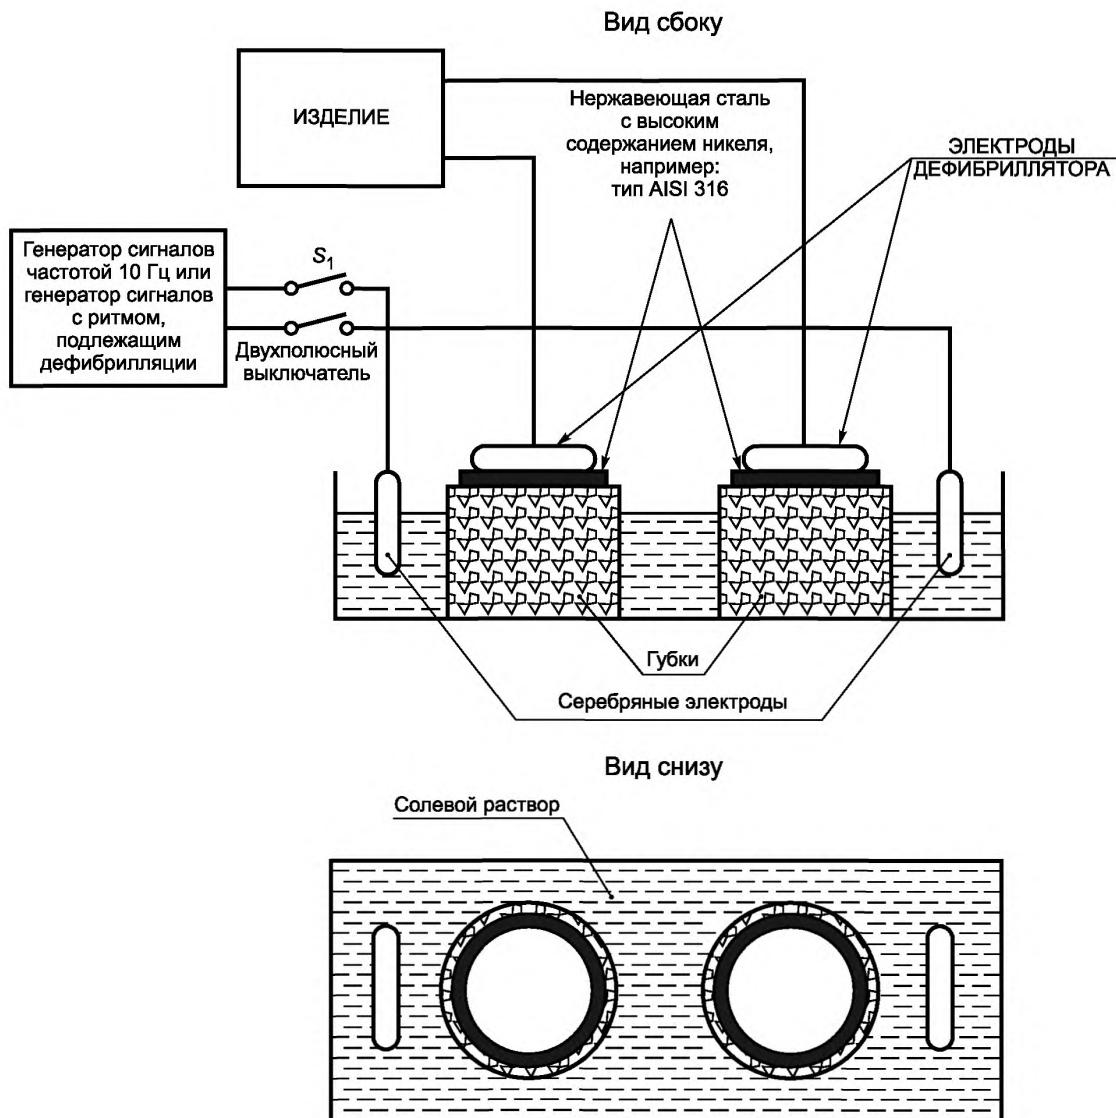 Вид сбоку
ИЗДЕЛИЕ
Нержавеющая сталь
с высоким
содержанием никеля,
например:
тип AISI 316
ЭЛЕКТРОДЫ
ДЕФИБРИЛЛЯТОРА
Генератор сигналов
частотой 10 Гц или
генератор сигналов
с ритмом,
подлежащим
дефибрилляции
S1
Двухполюсный
выключатель
Губки
Серебряные электроды
Вид снизу
Солевой раствор